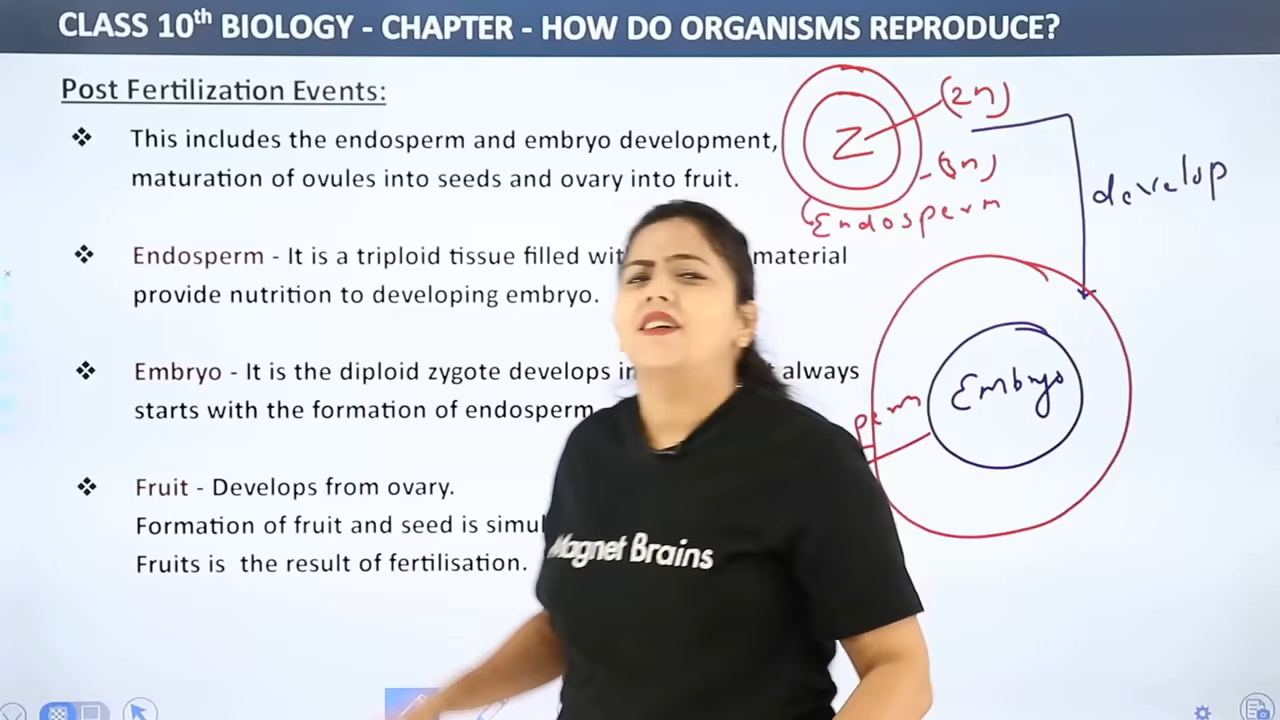 CLASS 10th BIOLOGY - CHAPTER - HOW DO ORGANISMS REPRODUCE?
Post Fertilization Events:
This includes the endosperm and embryo development,
maturation of ovules into seeds and ovary into fruit.
Endosperm - It is a triploid tissue filled material
provide nutrition to developing embryo.
Embryo - It is the diploid zygote develops always
starts with the formation of endosperm
Fruit - Develops from ovary.
Formation of fruit and seed is
Fruits is the result of fertilisation.
Z
(2n)
(3n)
Endosperm
develop
Embryo
perm
Magnet Brains